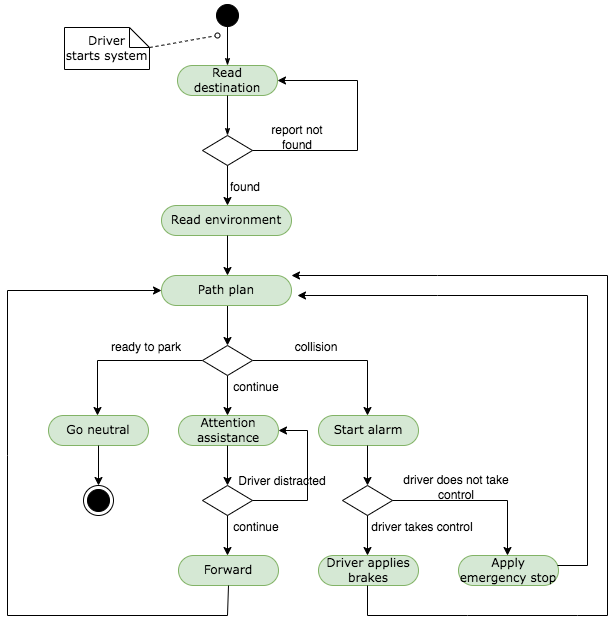 Driver
starts system
Read
destination
report not
found
found
Read environment
Path plan
ready to park
collision
continue
Go neutral
Attention
assistance
Start alarm
Driver distracted
driver does not take
control
continue
driver takes control
Forward
Driver applies
brakes
Apply
emergency stop